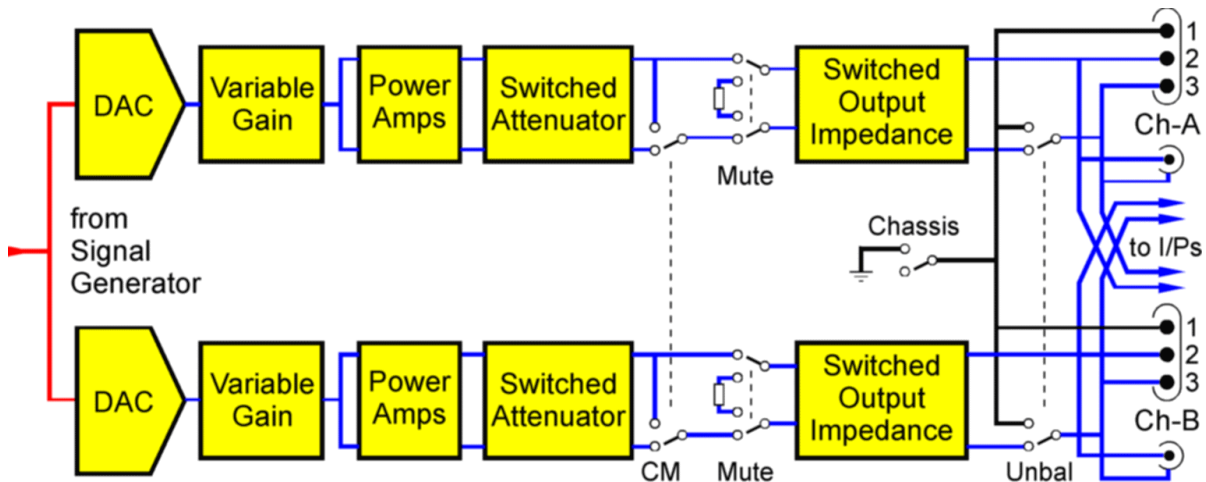 DAC
Variable
Gain
Power
Amps
Switched
Attenuator
Mute
Switched
Output
Impedance
1
2
3
Ch-A
from
Signal
Generator
Chassis
to I/Ps
DAC
Variable
Gain
Power
Amps
Switched
Attenuator
CM
Mute
Switched
Output
Impedance
Unbal
1
2
3
Ch-B